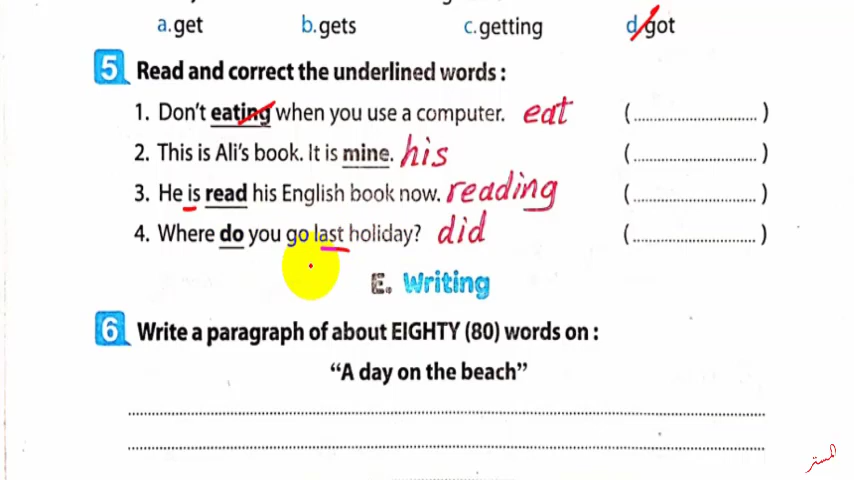 a. get b. gets c. getting d. got
5 Read and correct the underlined words :
1. Don't eating when you use a computer. eat (..............................)
2. This is Ali's book. It is mine. his (..............................)
3. He is read his English book now. reading (..............................)
4. Where do you go last holiday? did (..............................)
E. Writing
6 Write a paragraph of about EIGHTY (80) words on :
"A day on the beach"
المستر